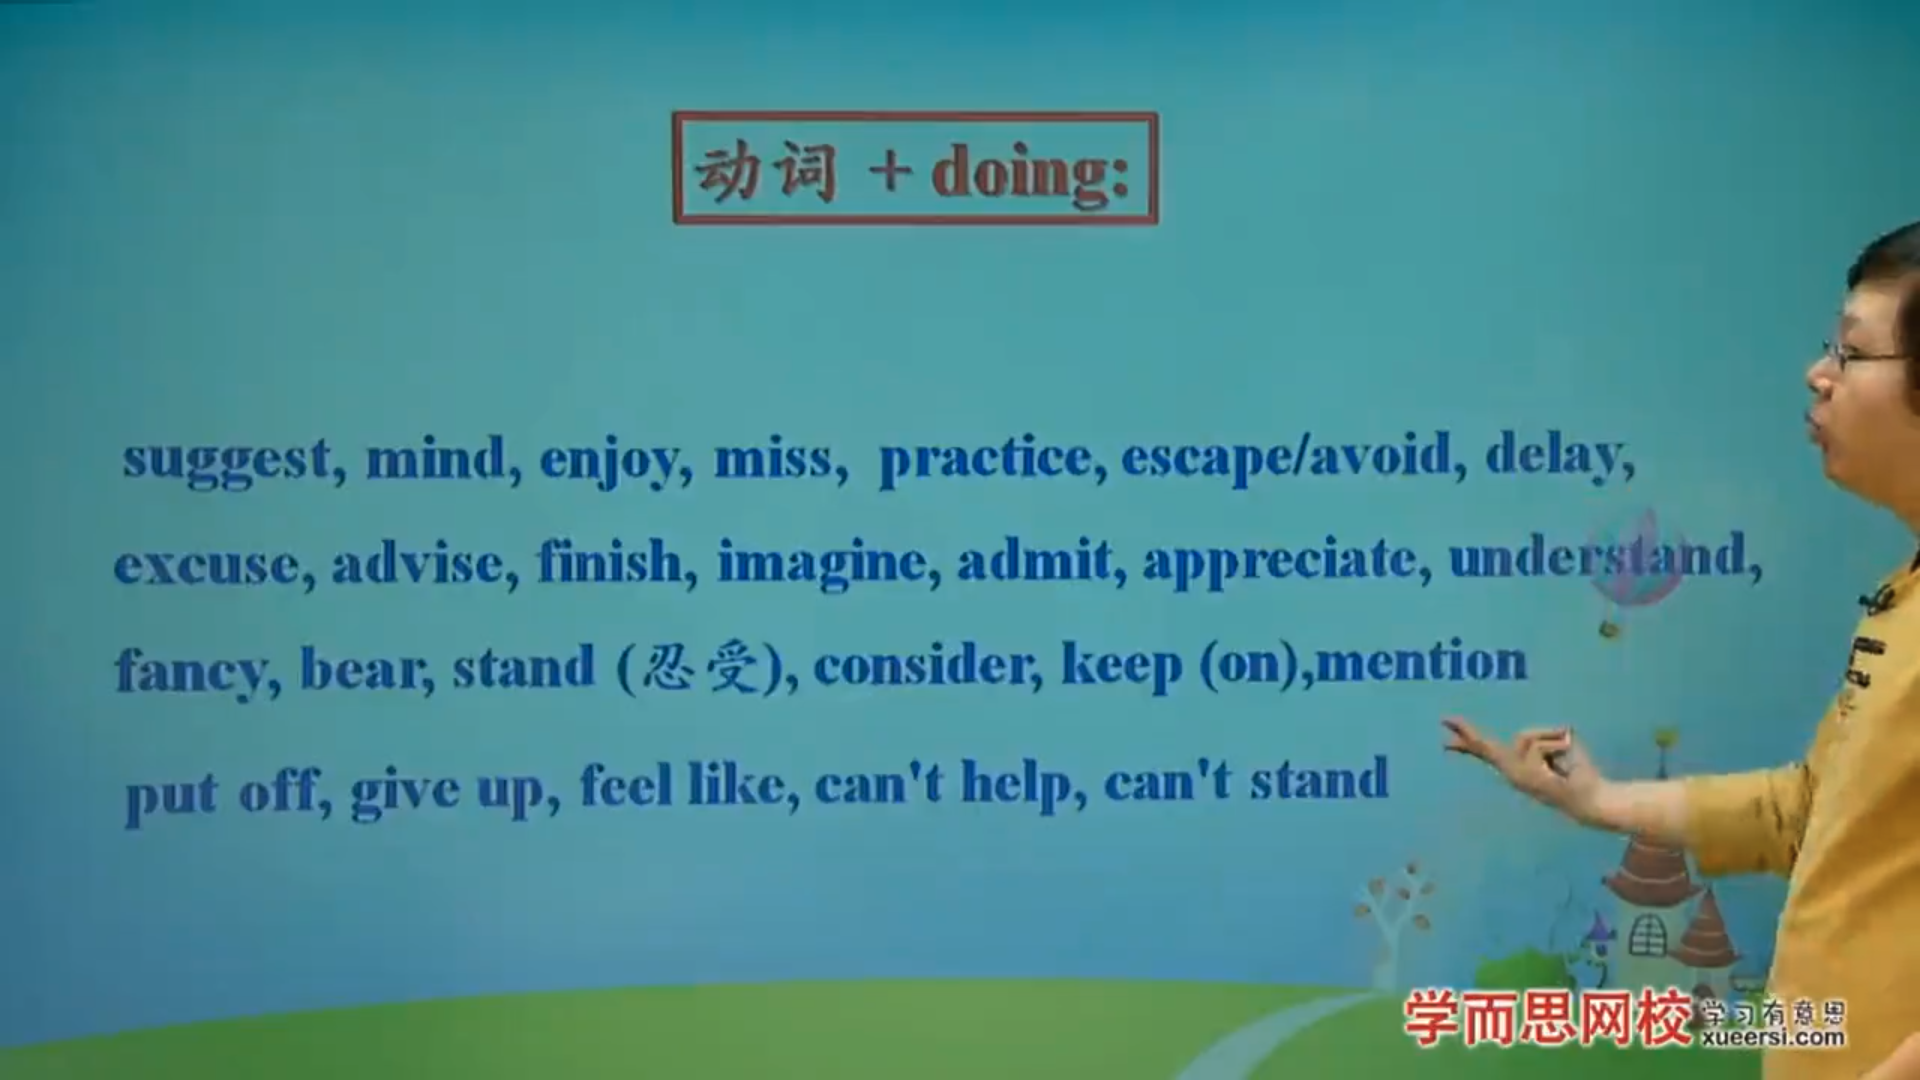 动词 + doing:
suggest, mind, enjoy, miss, practice, escape/avoid, delay,
excuse, advise, finish, imagine, admit, appreciate, understand,
fancy, bear, stand (忍受), consider, keep (on),mention
put off, give up, feel like, can't help, can't stand
学而思网校 学习有意思
xueersi.com